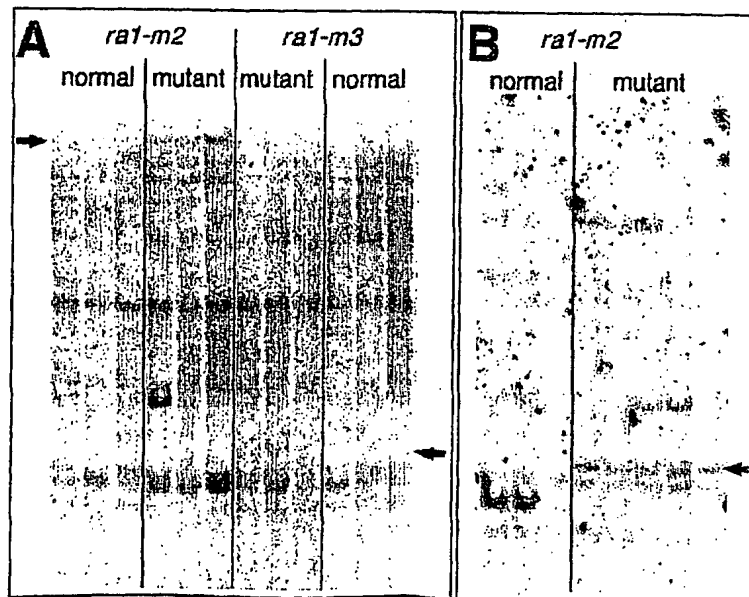 A
ra1-m2 ra1-m3
normal mutant mutant normal
B
ra1-m2
normal mutant